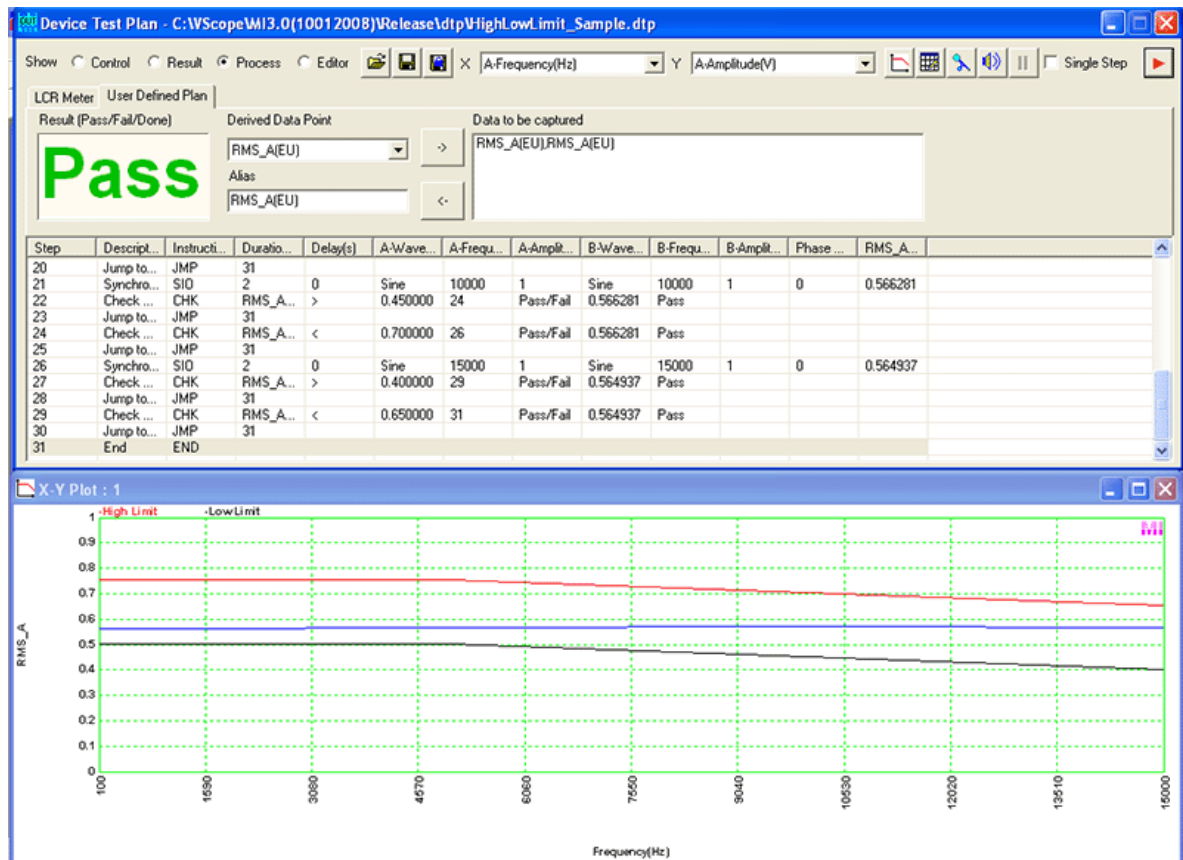 Device Test Plan - C:\VScope\MI3.0(10012008)\Release\dtp\HighLowLimit_Sample.dtp
Show Control Result Process Editor X A-Frequency(Hz) Y A-Amplitude(V) Single Step
LCR Meter User Defined Plan
Result (Pass/Fail/Done) Derived Data Point Data to be captured
Pass RMS_A(EU) -> RMS_A(EU),RMS_A(EU)
Alias
RMS_A(EU) <-
Step Descript... Instructi... Duratio... Delay(s) A-Wave... A-Frequ... A-Amplit... B-Wave... B-Frequ... B-Amplit... Phase ... RMS_A...
20 Jump to... JMP 31
21 Synchro... SIO 2 0 Sine 10000 1 Sine 10000 1 0 0.566281
22 Check ... CHK RMS_A... > 0.450000 24 Pass/Fail 0.566281 Pass
23 Jump to... JMP 31
24 Check ... CHK RMS_A... < 0.700000 26 Pass/Fail 0.566281 Pass
25 Jump to... JMP 31
26 Synchro... SIO 2 0 Sine 15000 1 Sine 15000 1 0 0.564937
27 Check ... CHK RMS_A... > 0.400000 29 Pass/Fail 0.564937 Pass
28 Jump to... JMP 31
29 Check ... CHK RMS_A... < 0.650000 31 Pass/Fail 0.564937 Pass
30 Jump to... JMP 31
31 End END
X-Y Plot : 1
-High Limit -LowLimit
MI
1
0.9
0.8
0.7
0.6
0.5
0.4
0.3
0.2
0.1
0
RMS_A
100 1590 3080 4570 6060 7550 9040 10530 12020 13510 15000
Frequency(Hz)